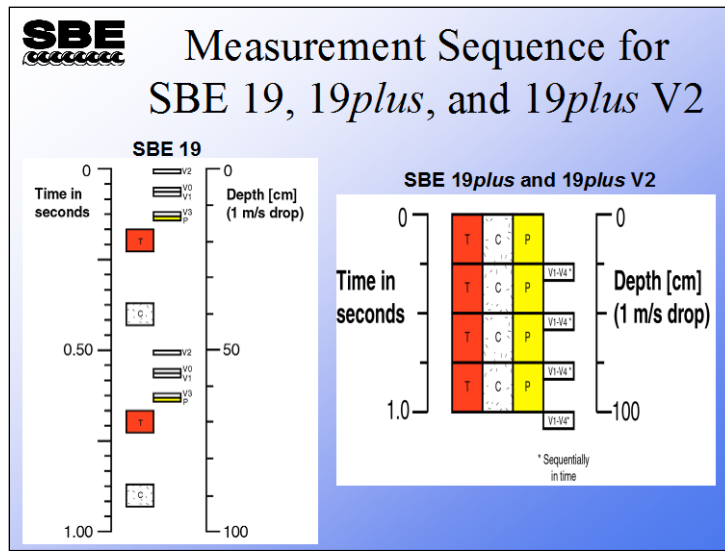 SBE
Measurement Sequence for
SBE 19, 19plus, and 19plus V2
SBE 19
0
Time in
seconds
0.50
1.00
V2
V0
V1
V3
P
T
C
V2
V0
V1
V3
P
T
C
0
Depth [cm]
(1 m/s drop)
50
100
SBE 19plus and 19plus V2
0
Time in
seconds
1.0
T C P
V1-V4 *
T C P
V1-V4 *
T C P
V1-V4 *
T C P
V1-V4*
0
Depth [cm]
(1 m/s drop)
100
* Sequentially
in time